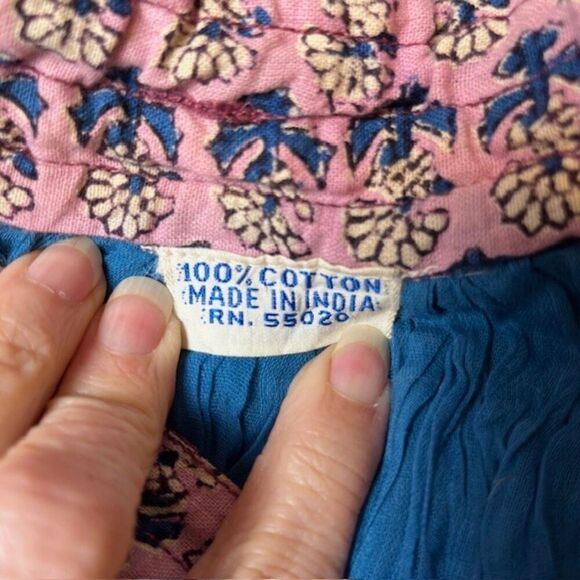 100% COTTON
MADE IN INDIA
RN. 55020